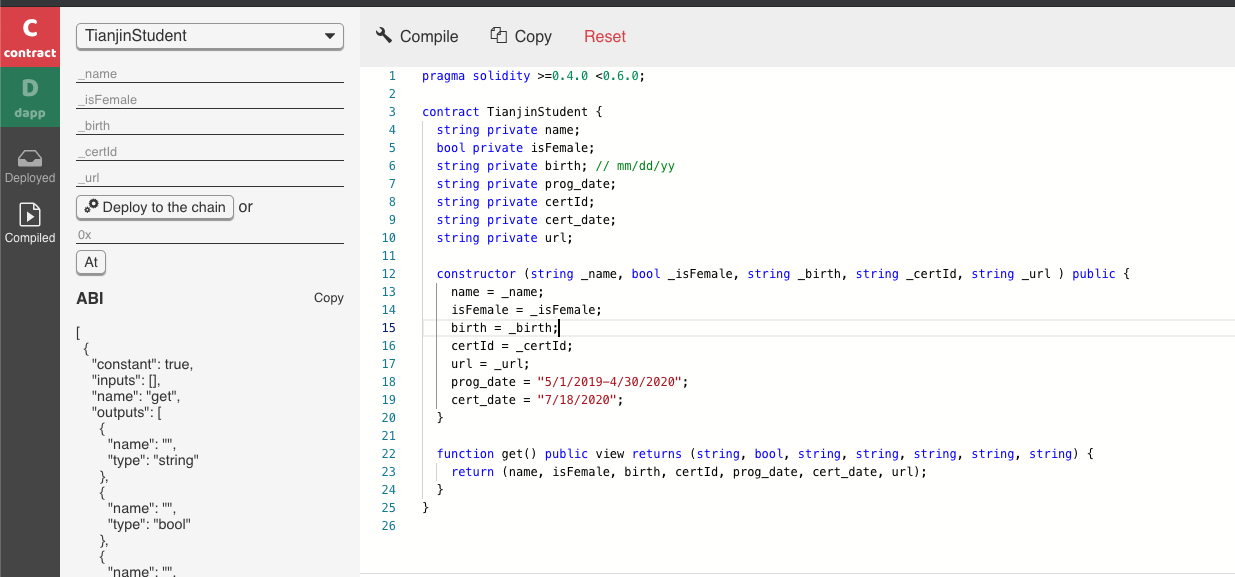 C
contract
D
dapp
Deployed
Compiled
TianjinStudent
_name
_isFemale
_birth
_certId
_url
Deploy to the chain or
0x
At
ABI Copy
[
{
"constant": true,
"inputs": [],
"name": "get",
"outputs": [
{
"name": "",
"type": "string"
},
{
"name": "",
"type": "bool"
},
{
"name": "",
Compile Copy Reset
1 pragma solidity >=0.4.0 <0.6.0;
2
3 contract TianjinStudent {
4 string private name;
5 bool private isFemale;
6 string private birth; // mm/dd/yy
7 string private prog_date;
8 string private certId;
9 string private cert_date;
10 string private url;
11
12 constructor (string _name, bool _isFemale, string _birth, string _certId, string _url ) public {
13 name = _name;
14 isFemale = _isFemale;
15 birth = _birth;
16 certId = _certId;
17 url = _url;
18 prog_date = "5/1/2019-4/30/2020";
19 cert_date = "7/18/2020";
20 }
21
22 function get() public view returns (string, bool, string, string, string, string, string) {
23 return (name, isFemale, birth, certId, prog_date, cert_date, url);
24 }
25 }
26